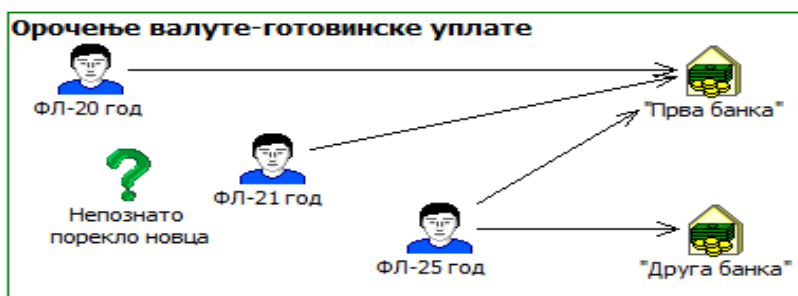 Орочење валуте-готовинске уплате
ФЛ-20 год
"Прва банка"
ФЛ-21 год
Непознато
порекло новца
ФЛ-25 год
"Друга банка"